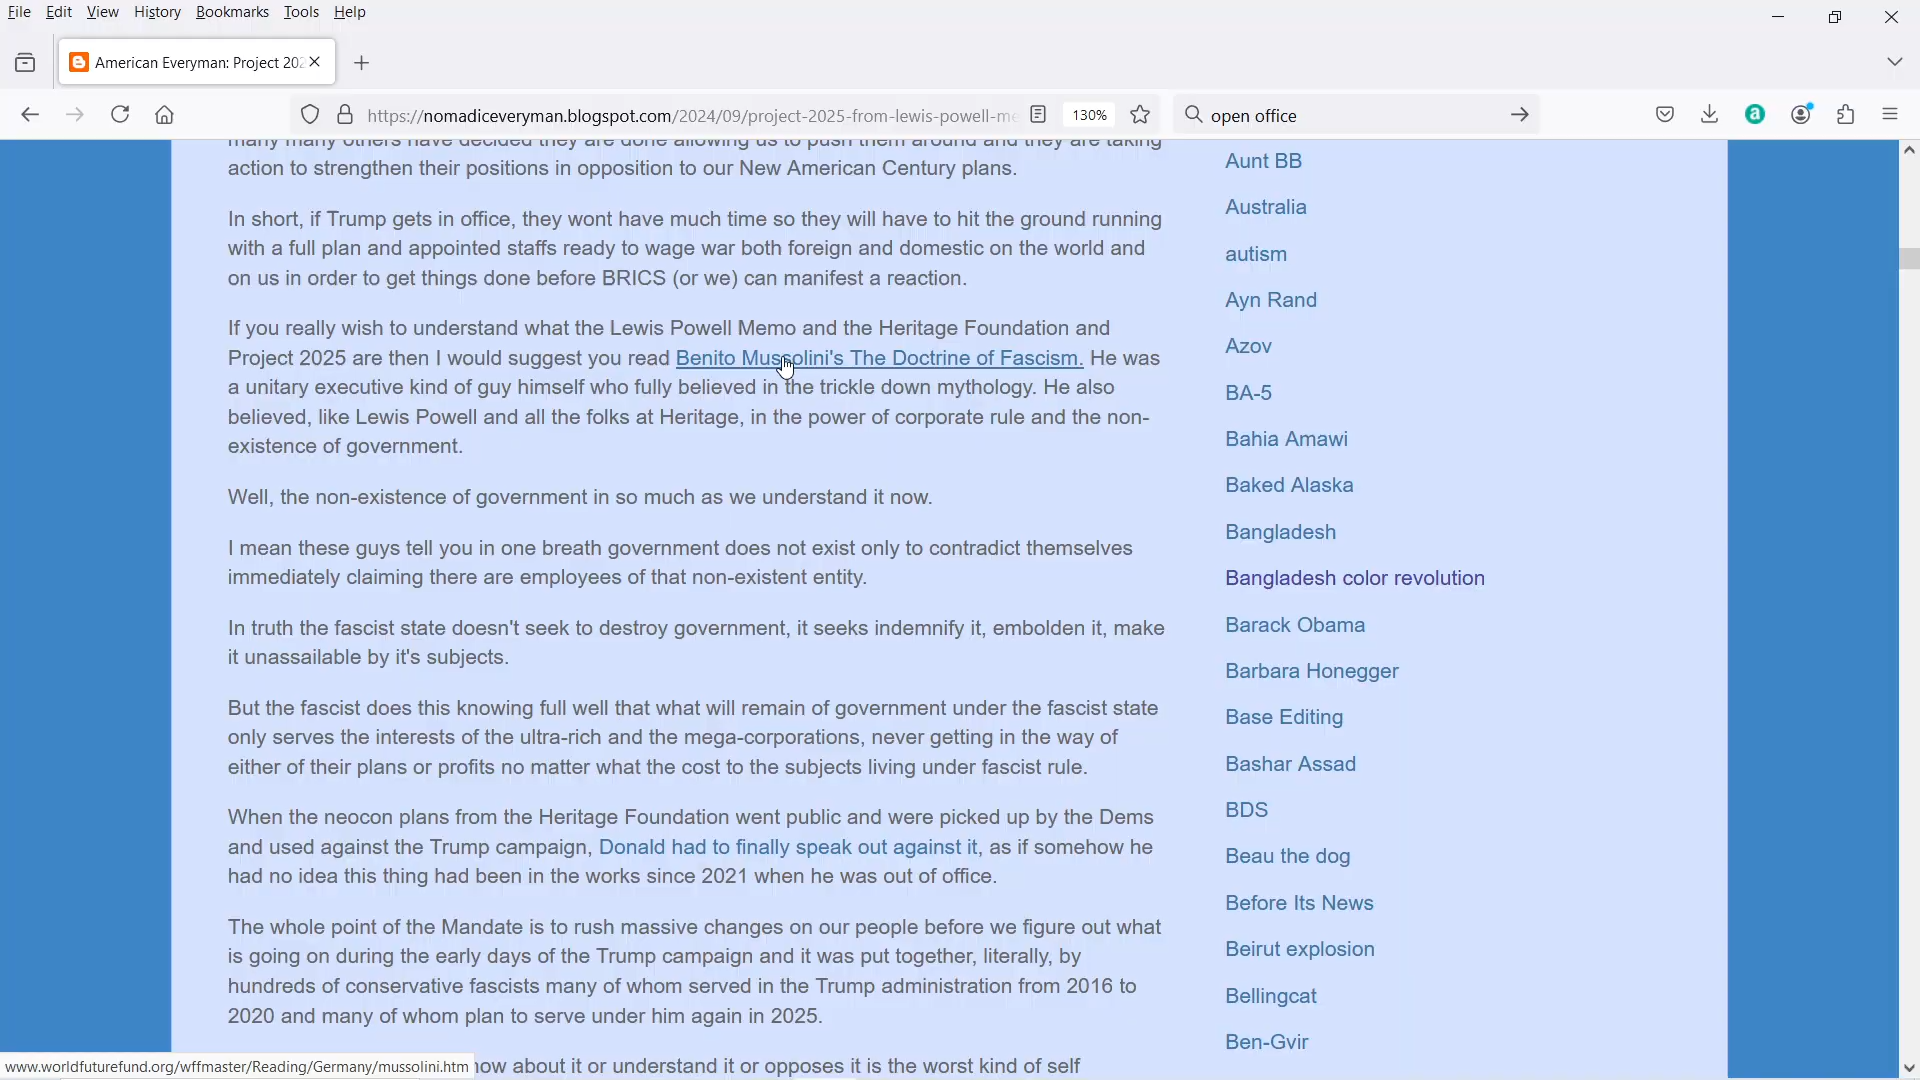 File Edit View History Bookmarks Tools Help
American Everyman: Project 202
https://nomadiceveryman.blogspot.com/2024/09/project-2025-from-lewis-powell-me
130%
open office
many many others have decided they are done allowing us to push them around and they are taking
action to strengthen their positions in opposition to our New American Century plans.
In short, if Trump gets in office, they wont have much time so they will have to hit the ground running
with a full plan and appointed staffs ready to wage war both foreign and domestic on the world and
on us in order to get things done before BRICS (or we) can manifest a reaction.
If you really wish to understand what the Lewis Powell Memo and the Heritage Foundation and
Project 2025 are then I would suggest you read Benito Mussolini's The Doctrine of Fascism. He was
a unitary executive kind of guy himself who fully believed in the trickle down mythology. He also
believed, like Lewis Powell and all the folks at Heritage, in the power of corporate rule and the non-
existence of government.
Well, the non-existence of government in so much as we understand it now.
I mean these guys tell you in one breath government does not exist only to contradict themselves
immediately claiming there are employees of that non-existent entity.
In truth the fascist state doesn't seek to destroy government, it seeks indemnify it, embolden it, make
it unassailable by it's subjects.
But the fascist does this knowing full well that what will remain of government under the fascist state
only serves the interests of the ultra-rich and the mega-corporations, never getting in the way of
either of their plans or profits no matter what the cost to the subjects living under fascist rule.
When the neocon plans from the Heritage Foundation went public and were picked up by the Dems
and used against the Trump campaign, Donald had to finally speak out against it, as if somehow he
had no idea this thing had been in the works since 2021 when he was out of office.
The whole point of the Mandate is to rush massive changes on our people before we figure out what
is going on during the early days of the Trump campaign and it was put together, literally, by
hundreds of conservative fascists many of whom served in the Trump administration from 2016 to
2020 and many of whom plan to serve under him again in 2025.
now about it or understand it or opposes it is the worst kind of self
Aunt BB
Australia
autism
Ayn Rand
Azov
BA-5
Bahia Amawi
Baked Alaska
Bangladesh
Bangladesh color revolution
Barack Obama
Barbara Honegger
Base Editing
Bashar Assad
BDS
Beau the dog
Before Its News
Beirut explosion
Bellingcat
Ben-Gvir
www.worldfuturefund.org/wffmaster/Reading/Germany/mussolini.htm